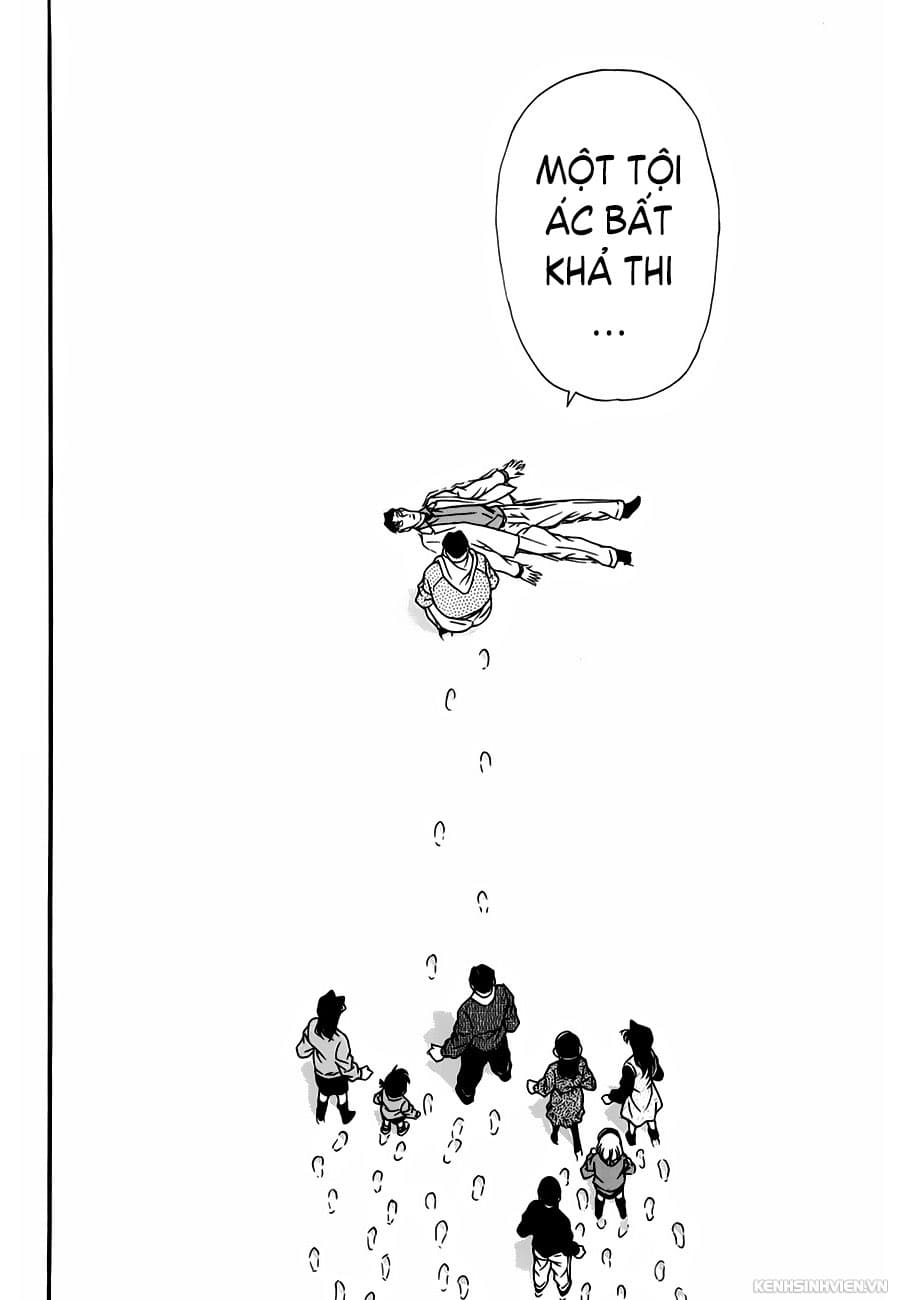 MỘT TỘI
ÁC BẤT
KHẢ THI
...
KENHSINHVIEN.VN